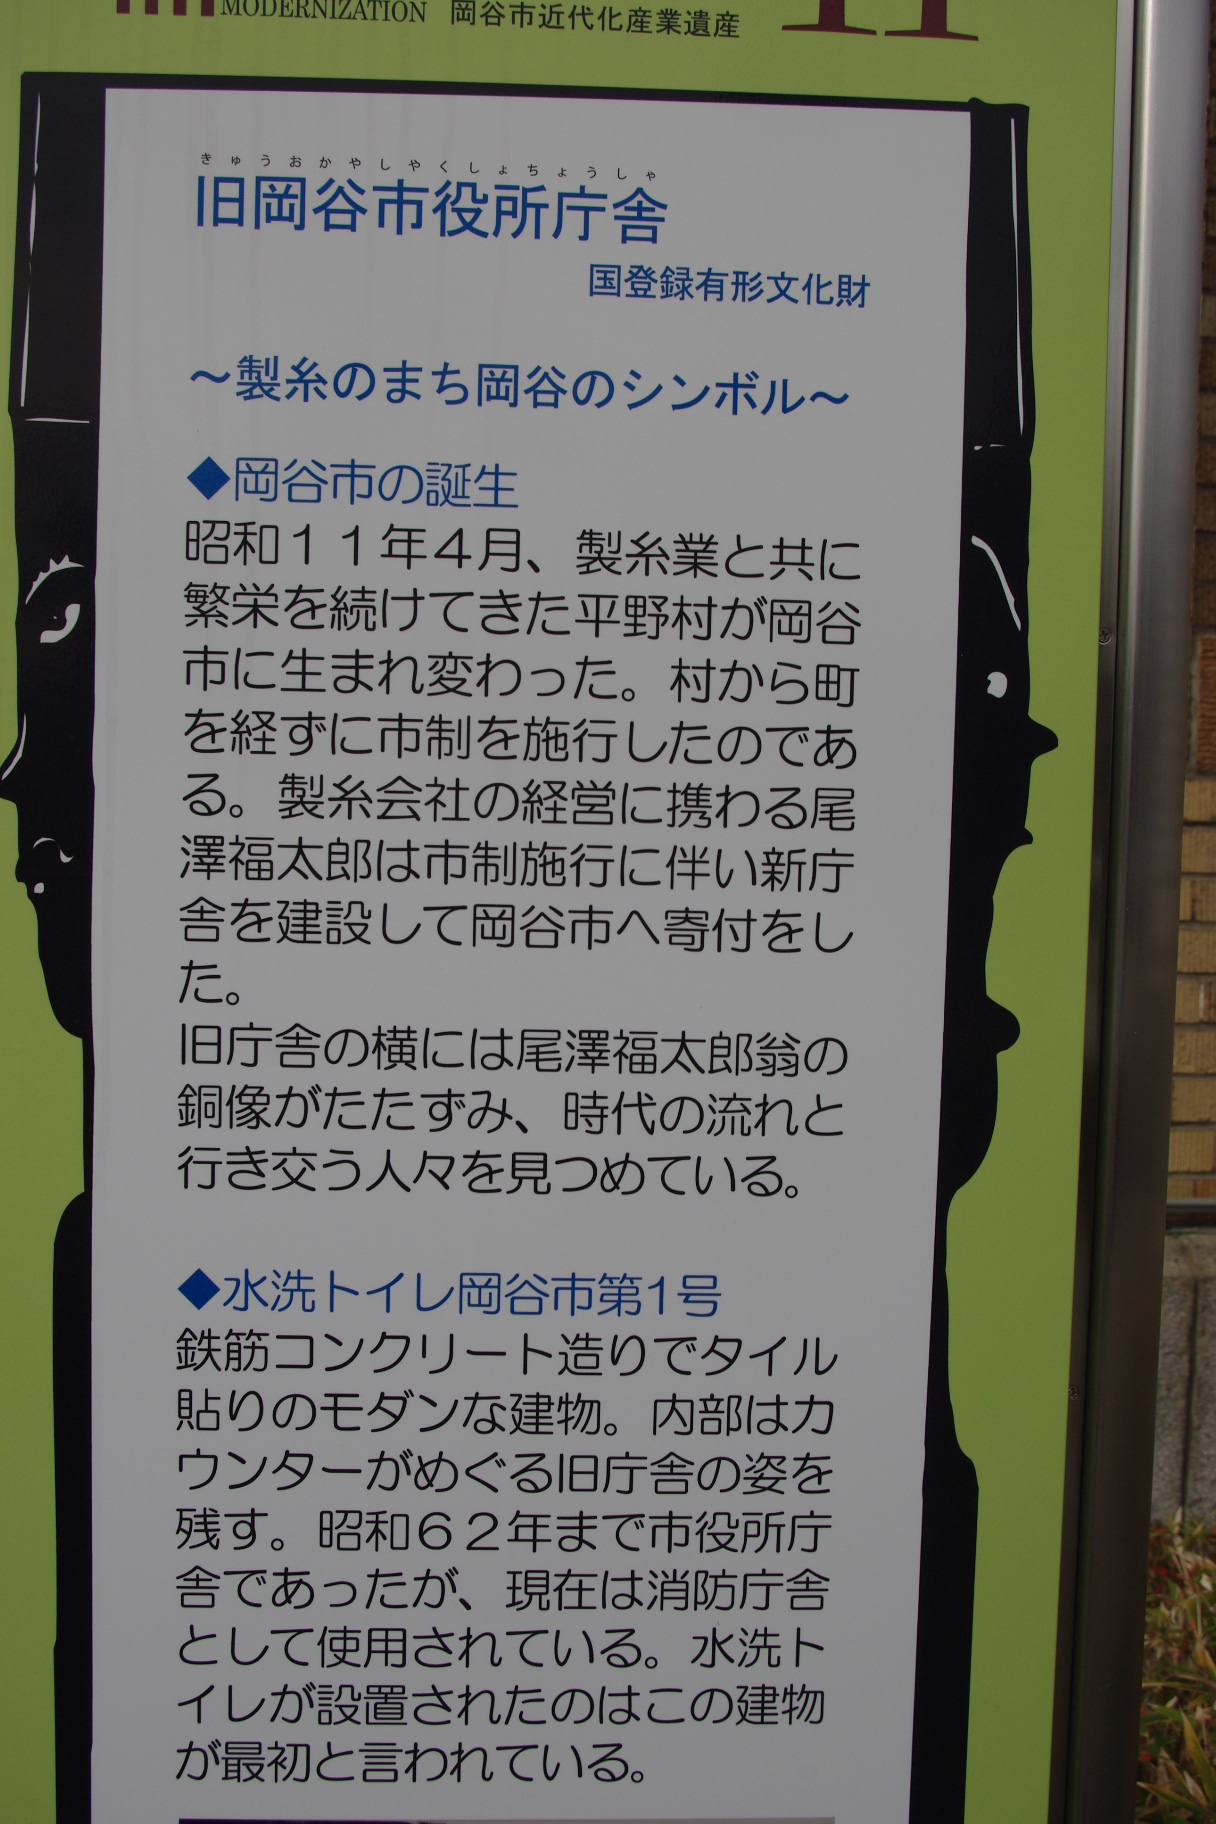 MODERNIZATION 岡谷市近代化産業遺産 11
きゅうおかやしやくしょちょうしゃ
旧岡谷市役所庁舎
国登録有形文化財
～製糸のまち岡谷のシンボル～
◆岡谷市の誕生
昭和１１年４月、製糸業と共に
繁栄を続けてきた平野村が岡谷
市に生まれ変わった。村から町
を経ずに市制を施行したのであ
る。製糸会社の経営に携わる尾
澤福太郎は市制施行に伴い新庁
舎を建設して岡谷市へ寄付をし
た。
旧庁舎の横には尾澤福太郎翁の
銅像がたたずみ、時代の流れと
行き交う人々を見つめている。
◆水洗トイレ岡谷市第1号
鉄筋コンクリート造りでタイル
貼りのモダンな建物。内部はカ
ウンターがめぐる旧庁舎の姿を
残す。昭和６２年まで市役所庁
舎であったが、現在は消防庁舎
として使用されている。水洗ト
イレが設置されたのはこの建物
が最初と言われている。